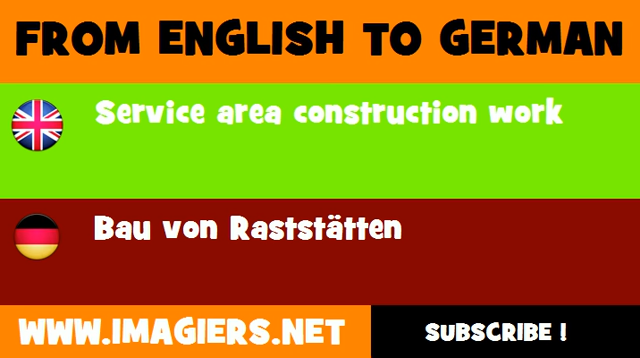 FROM ENGLISH TO GERMAN
Service area construction work
Bau von Raststätten
WWW.IMAGIERS.NET
SUBSCRIBE !